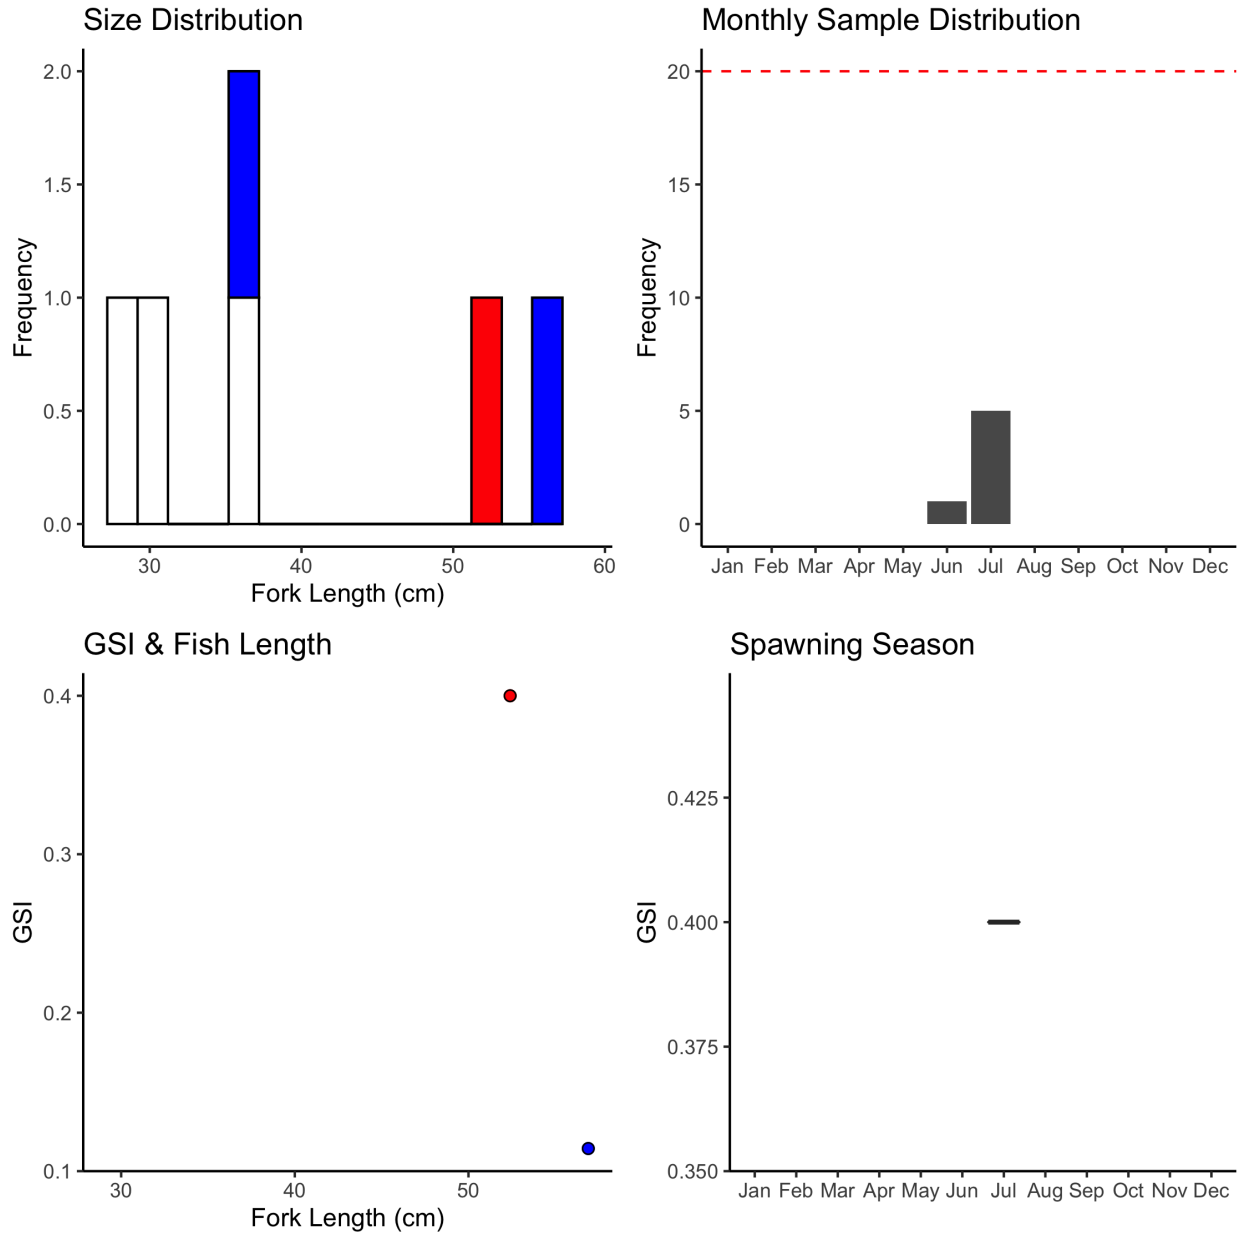 Size Distribution
2.0
1.5
1.0
0.5
0.0
Frequency
30 40 50 60
Fork Length (cm)
Monthly Sample Distribution
20
15
10
5
0
Frequency
Jan Feb Mar Apr May Jun Jul Aug Sep Oct Nov Dec
GSI & Fish Length
0.4
0.3
0.2
0.1
GSI
30 40 50
Fork Length (cm)
Spawning Season
0.425
0.400
0.375
0.350
GSI
Jan Feb Mar Apr May Jun Jul Aug Sep Oct Nov Dec